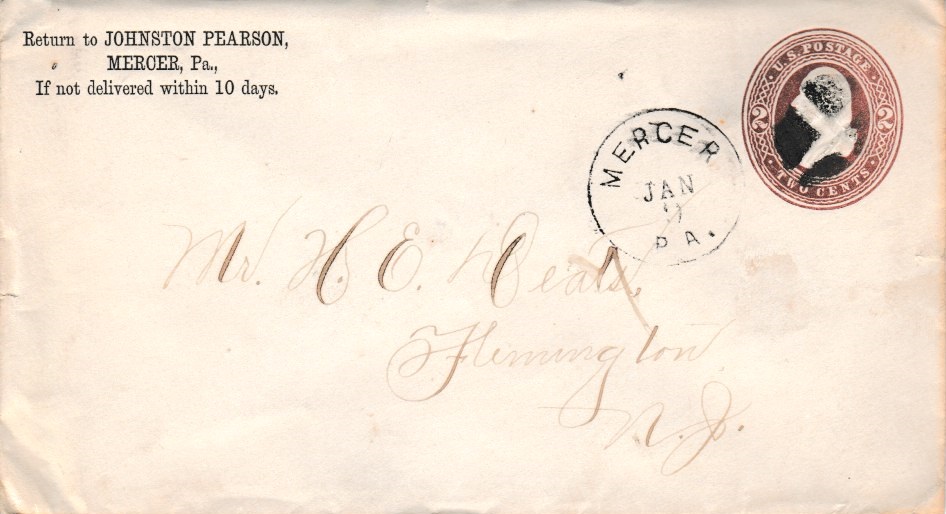 Return to JOHNSTON PEARSON,
MERCER, Pa.,
If not delivered within 10 days.
U.S. POSTAGE
2 2
TWO CENTS
MERCER
JAN
PA.
Mr. H. E. Deats,
Flemington
N. J.